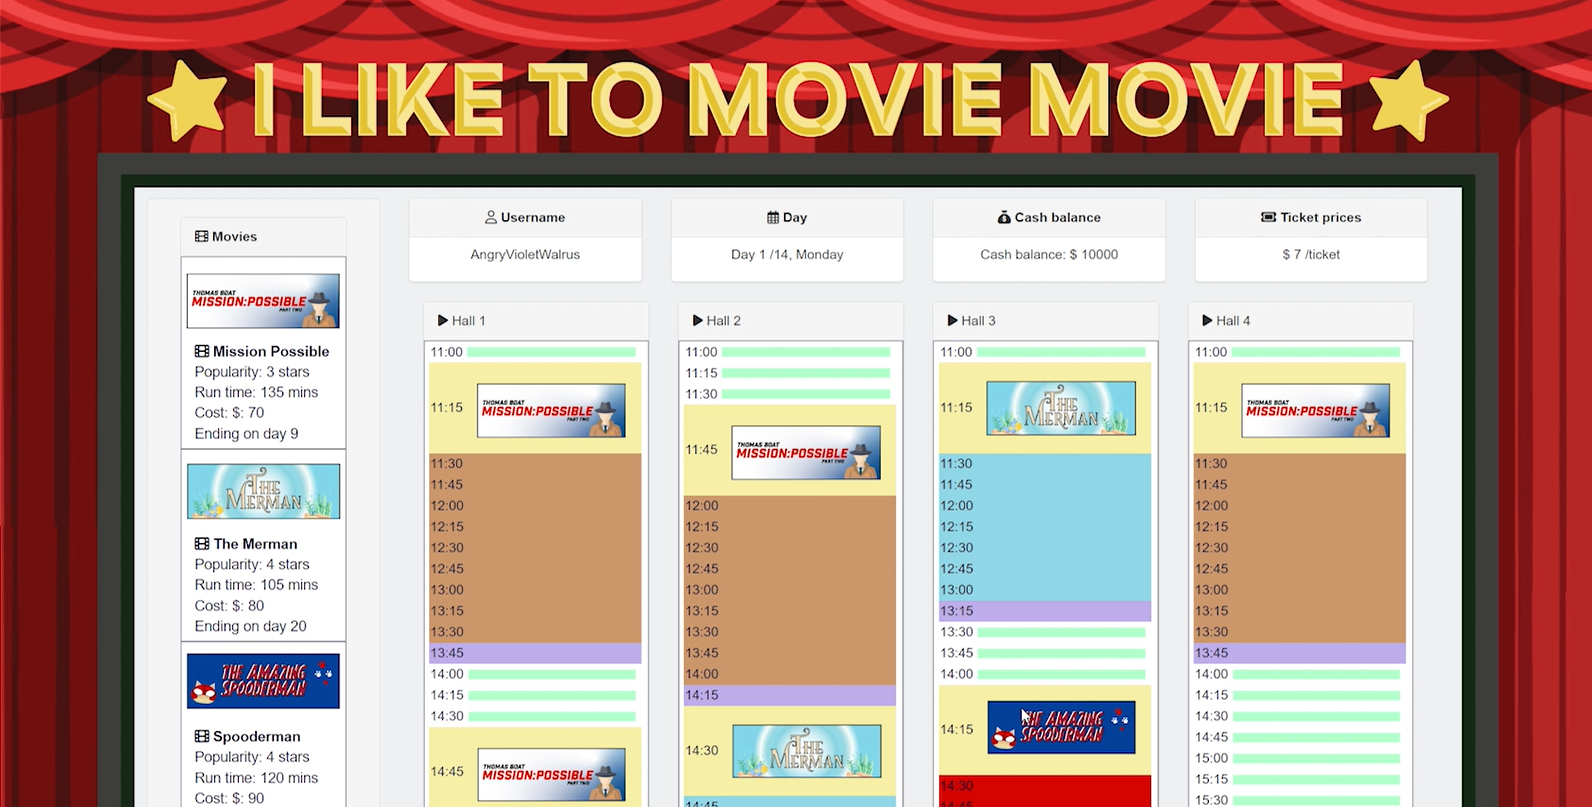 I LIKE TO MOVIE MOVIE
Movies
THOMAS BOAT
MISSION:POSSIBLE
PART TWO
Mission Possible
Popularity: 3 stars
Run time: 135 mins
Cost: $: 70
Ending on day 9
THE
MERMAN
The Merman
Popularity: 4 stars
Run time: 105 mins
Cost: $: 80
Ending on day 20
THE AMAZING
SPOODERMAN
Spooderman
Popularity: 4 stars
Run time: 120 mins
Cost: $: 90
Username
AngryVioletWalrus
Day
Day 1 /14, Monday
Cash balance
Cash balance: $ 10000
Ticket prices
$ 7 /ticket
Hall 1
11:00
11:15
THOMAS BOAT
MISSION:POSSIBLE
PART TWO
11:30
11:45
12:00
12:15
12:30
12:45
13:00
13:15
13:30
13:45
14:00
14:15
14:30
14:45
THOMAS BOAT
MISSION:POSSIBLE
PART TWO
Hall 2
11:00
11:15
11:30
11:45
THOMAS BOAT
MISSION:POSSIBLE
PART TWO
12:00
12:15
12:30
12:45
13:00
13:15
13:30
13:45
14:00
14:15
14:30
THE
MERMAN
14:45
Hall 3
11:00
11:15
THE
MERMAN
11:30
11:45
12:00
12:15
12:30
12:45
13:00
13:15
13:30
13:45
14:00
14:15
THE AMAZING
SPOODERMAN
14:30
14:45
Hall 4
11:00
11:15
THOMAS BOAT
MISSION:POSSIBLE
PART TWO
11:30
11:45
12:00
12:15
12:30
12:45
13:00
13:15
13:30
13:45
14:00
14:15
14:30
14:45
15:00
15:15
15:30